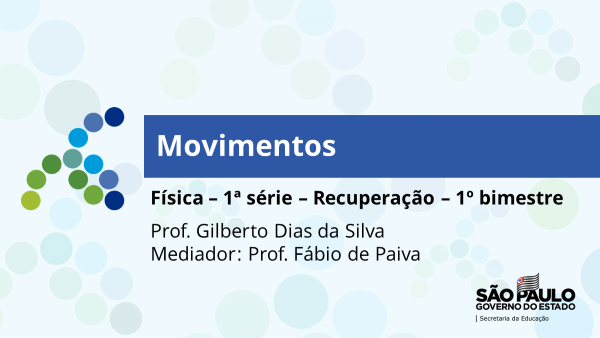 Movimentos
Física – 1ª série – Recuperação – 1º bimestre
Prof. Gilberto Dias da Silva
Mediador: Prof. Fábio de Paiva
SÃO PAULO
GOVERNO DO ESTADO
Secretaria da Educação